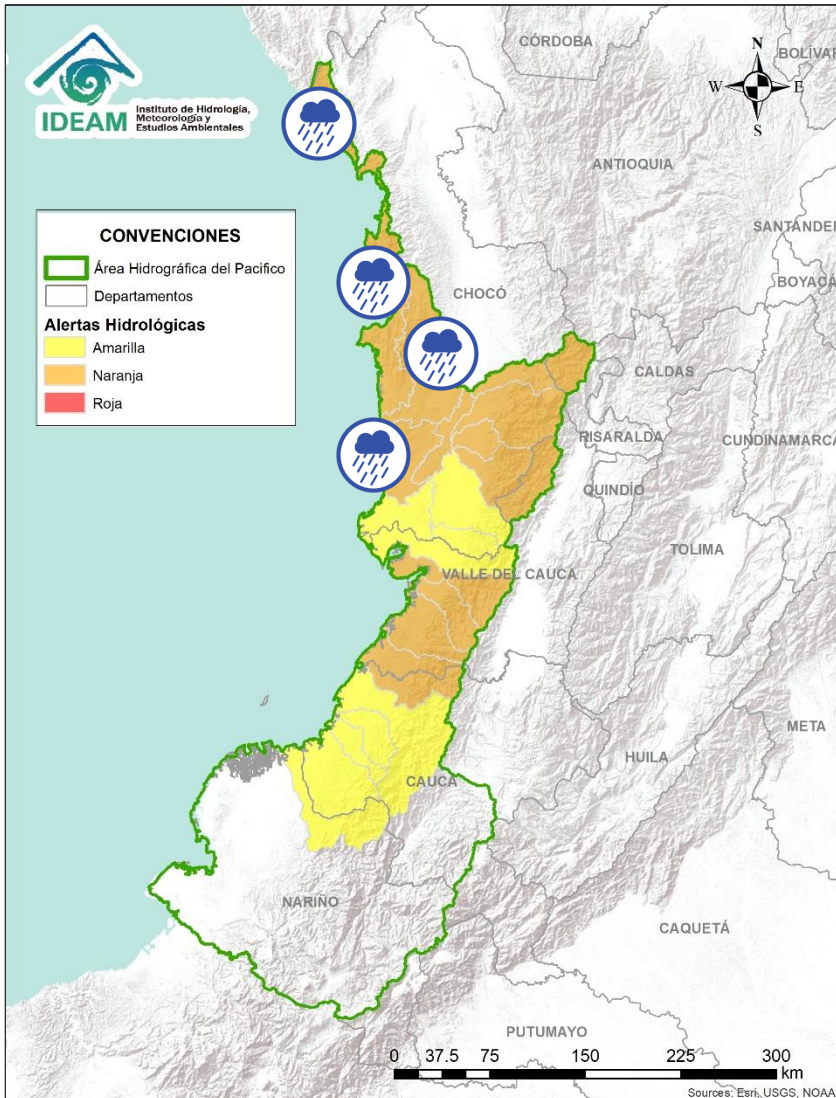 IDEAM
Instituto de Hidrología,
Meteorología y
Estudios Ambientales
CÓRDOBA
BOLÍVAR
N
W E
S
ANTIOQUIA
SANTANDER
BOYACÁ
CONVENCIONES
Área Hidrográfica del Pacifico
Departamentos
Alertas Hidrológicas
Amarilla
Naranja
Roja
CHOCÓ
CALDAS
RISARALDA
CUNDINAMARCA
QUINDÍO
TOLIMA
VALLE DEL CAUCA
META
HUILA
CAUCA
NARIÑO
CAQUETÁ
PUTUMAYO
0 37.5 75 150 225 300
km
Sources: Esri, USGS, NOAA